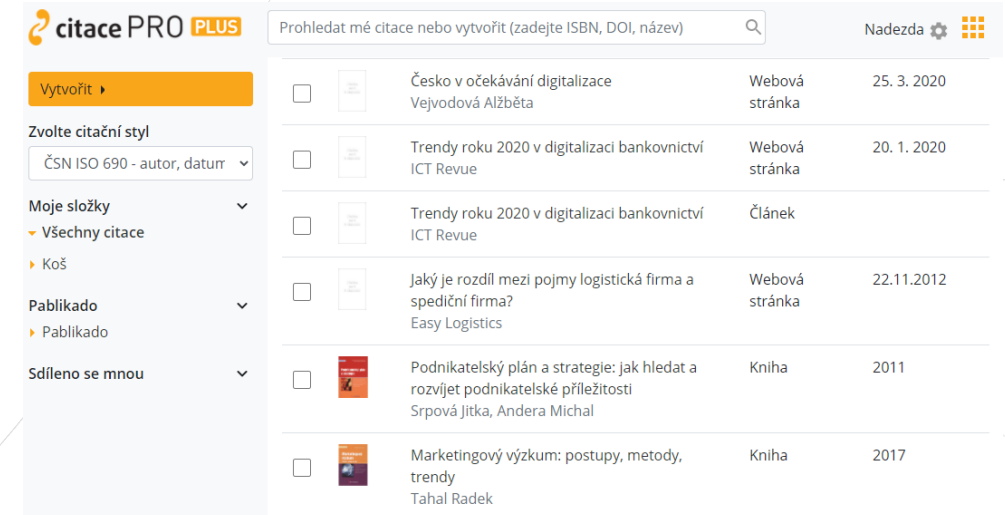 citace PRO PLUS
Prohledat mé citace nebo vytvořit (zadejte ISBN, DOI, název)
Nadezda
Vytvořit
Zvolte citační styl
ČSN ISO 690 - autor, datum
Moje složky
Všechny citace
Koš
Pablikado
Pablikado
Sdíleno se mnou
Česko v očekávání digitalizace
Vejvodová Alžběta
Webová
stránka
25. 3. 2020
Trendy roku 2020 v digitalizaci bankovnictví
ICT Revue
Webová
stránka
20. 1. 2020
Trendy roku 2020 v digitalizaci bankovnictví
ICT Revue
Článek
Jaký je rozdíl mezi pojmy logistická firma a
spediční firma?
Easy Logistics
Webová
stránka
22.11.2012
Podnikatelský plán a strategie: jak hledat a
rozvíjet podnikatelské příležitosti
Srpová Jitka, Andera Michal
Kniha
2011
Marketingový výzkum: postupy, metody,
trendy
Tahal Radek
Kniha
2017